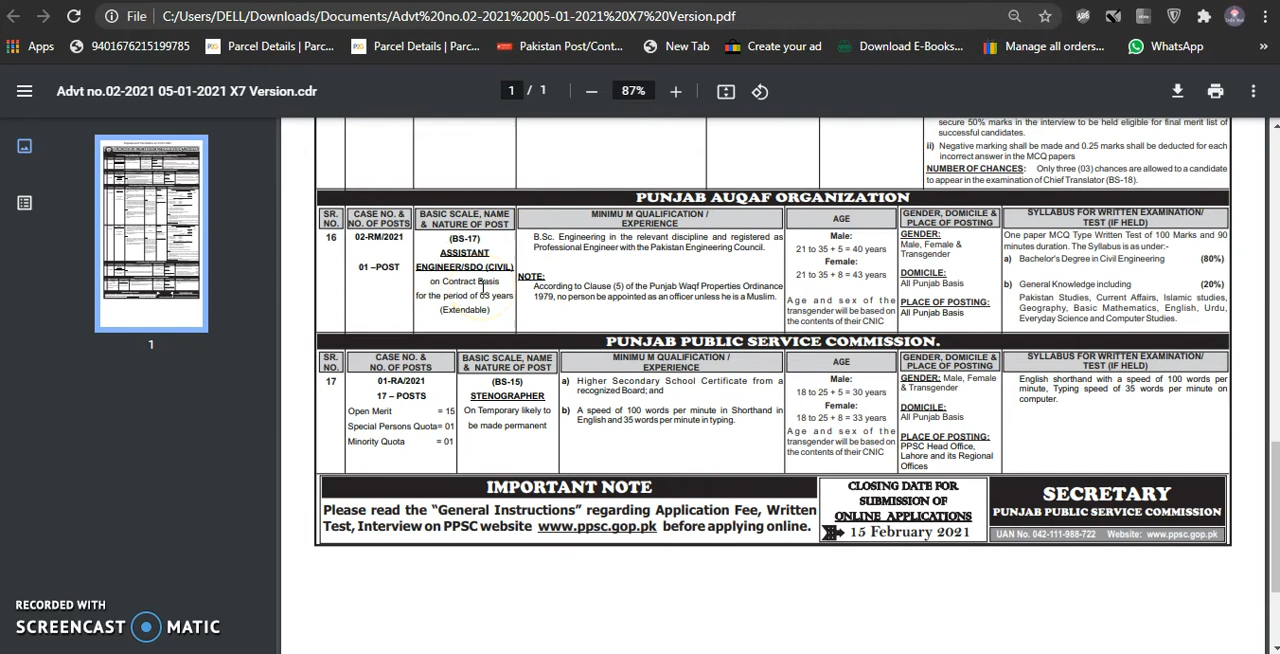 File C:/Users/DELL/Downloads/Documents/Advt%20no.02-2021%2005-01-2021%20X7%20Version.pdf
Apps 9401676215199785 Parcel Details | Parc... Parcel Details | Parc... Pakistan Post/Cont... New Tab Create your ad Download E-Books... Manage all orders... WhatsApp »
Advt no.02-2021 05-01-2021 X7 Version.cdr 1 / 1 — 87% +
1
secure 50% marks in the interview to be held eligible for final merit list of
successful candidates.
ii) Negative marking shall be made and 0.25 marks shall be deducted for each
incorrect answer in the MCQ papers
NUMBER OF CHANCES: Only three (03) chances are allowed to a candidate
to appear in the examination of Chief Translator (BS-18).
PUNJAB AUQAF ORGANIZATION
SR. NO.
CASE NO. & NO. OF POSTS
BASIC SCALE, NAME & NATURE OF POST
MINIMU M QUALIFICATION / EXPERIENCE
AGE
GENDER, DOMICILE & PLACE OF POSTING
SYLLABUS FOR WRITTEN EXAMINATION/ TEST (IF HELD)
16
02-RM/2021
01 –POST
(BS-17)
ASSISTANT
ENGINEER/SDO (CIVIL)
on Contract Basis
for the period of 03 years
(Extendable)
B.Sc. Engineering in the relevant discipline and registered as
Professional Engineer with the Pakistan Engineering Council.
NOTE:
According to Clause (5) of the Punjab Waqf Properties Ordinance
1979, no person be appointed as an officer unless he is a Muslim.
Male:
21 to 35 + 5 = 40 years
Female:
21 to 35 + 8 = 43 years
Age and sex of the
transgender will be based on
the contents of their CNIC
GENDER:
Male, Female &
Transgender
DOMICILE:
All Punjab Basis
PLACE OF POSTING:
All Punjab Basis
One paper MCQ Type Written Test of 100 Marks and 90
minutes duration. The Syllabus is as under:-
a) Bachelor's Degree in Civil Engineering (80%)
b) General Knowledge including (20%)
Pakistan Studies, Current Affairs, Islamic studies,
Geography, Basic Mathematics, English, Urdu,
Everyday Science and Computer Studies.
PUNJAB PUBLIC SERVICE COMMISSION.
SR. NO.
CASE NO. & NO. OF POSTS
BASIC SCALE, NAME & NATURE OF POST
MINIMU M QUALIFICATION / EXPERIENCE
AGE
GENDER, DOMICILE & PLACE OF POSTING
SYLLABUS FOR WRITTEN EXAMINATION/ TEST (IF HELD)
17
01-RA/2021
17 – POSTS
Open Merit = 15
Special Persons Quota= 01
Minority Quota = 01
(BS-15)
STENOGRAPHER
On Temporary likely to
be made permanent
a) Higher Secondary School Certificate from a
recognized Board; and
b) A speed of 100 words per minute in Shorthand in
English and 35 words per minute in typing.
Male:
18 to 25 + 5 = 30 years
Female:
18 to 25 + 8 = 33 years
Age and sex of the
transgender will be based on
the contents of their CNIC
GENDER: Male, Female
& Transgender
DOMICILE:
All Punjab Basis
PLACE OF POSTING:
PPSC Head Office,
Lahore and its Regional
Offices
English shorthand with a speed of 100 words per
minute, Typing speed of 35 words per minute on
computer.
IMPORTANT NOTE
Please read the "General Instructions" regarding Application Fee, Written
Test, Interview on PPSC website www.ppsc.gop.pk before applying online.
CLOSING DATE FOR
SUBMISSION OF
ONLINE APPLICATIONS
15 February 2021
SECRETARY
PUNJAB PUBLIC SERVICE COMMISSION
UAN No. 042-111-988-722 Website: www.ppsc.gop.pk
RECORDED WITH
SCREENCAST MATIC